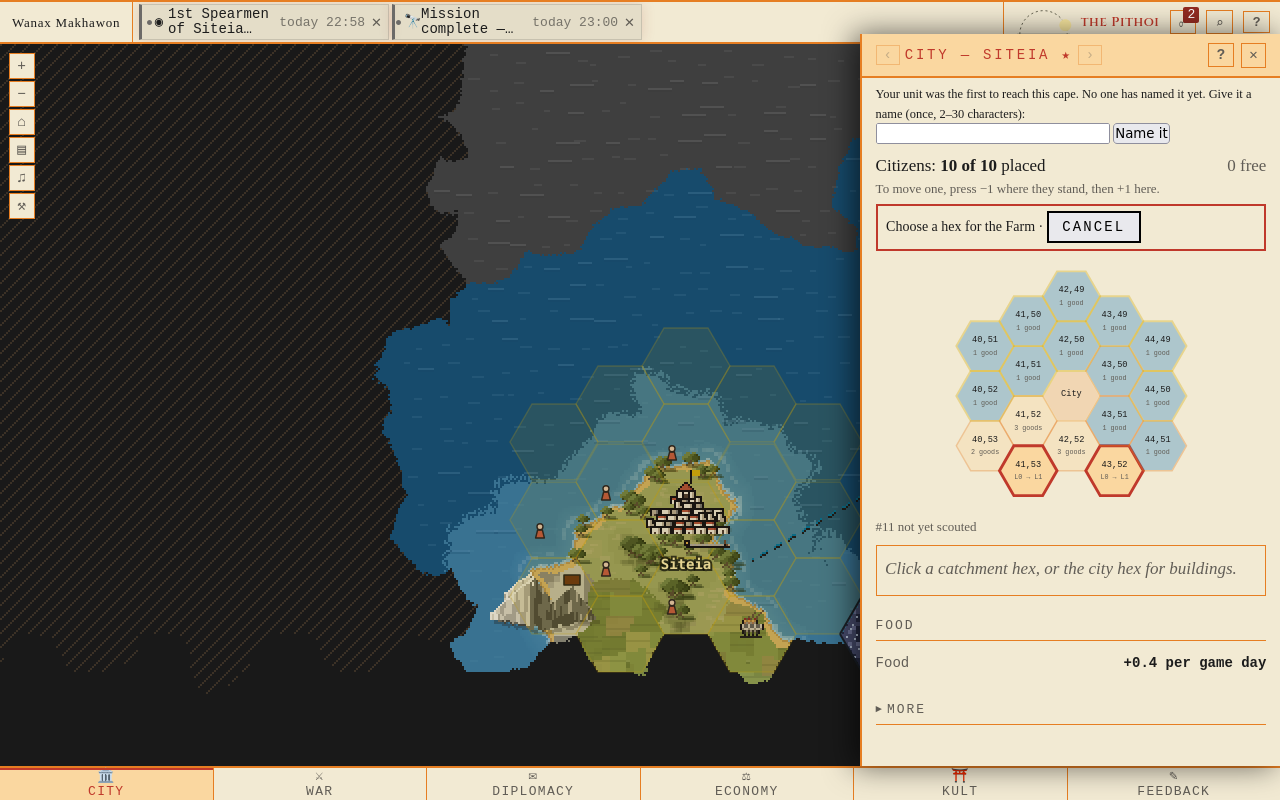 Wanax Makhawon
1st Spearmen of Siteia… today 22:58 ✕
Mission complete —… today 23:00 ✕
THE PITHOI
2
?
‹ CITY — SITEIA ★ › ? ✕
Your unit was the first to reach this cape. No one has named it yet. Give it a
name (once, 2–30 characters):
Name it
Citizens: 10 of 10 placed 0 free
To move one, press −1 where they stand, then +1 here.
Choose a hex for the Farm · CANCEL
42,49
1 good
41,50
1 good
43,49
1 good
40,51
1 good
42,50
1 good
44,49
1 good
41,51
1 good
43,50
1 good
40,52
1 good
City
44,50
1 good
41,52
3 goods
43,51
1 good
40,53
2 goods
42,52
3 goods
44,51
1 good
41,53
L0 → L1
43,52
L0 → L1
#11 not yet scouted
Click a catchment hex, or the city hex for buildings.
FOOD
Food +0.4 per game day
▶ MORE
+
−
Siteia
CITY
WAR
DIPLOMACY
ECONOMY
KULT
FEEDBACK